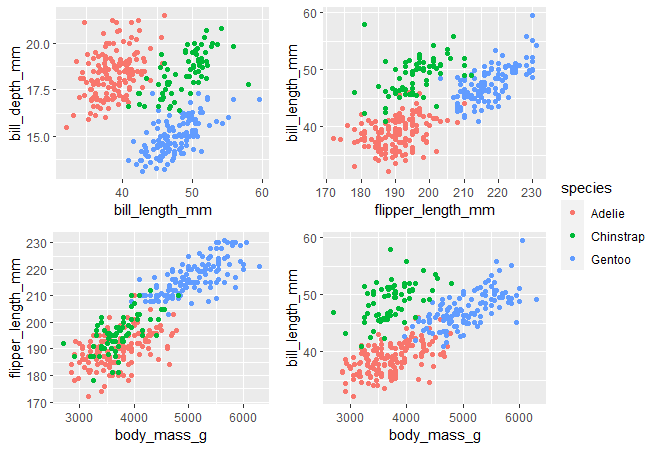 bill_depth_mm
20.0
17.5
15.0
40
50
60
bill_length_mm
bill_length_mm
60
50
40
170
180
190
200
210
220
230
flipper_length_mm
species
Adelie
Chinstrap
Gentoo
flipper_length_mm
230
220
210
200
190
180
170
3000
4000
5000
6000
body_mass_g
bill_length_mm
60
50
40
3000
4000
5000
6000
body_mass_g